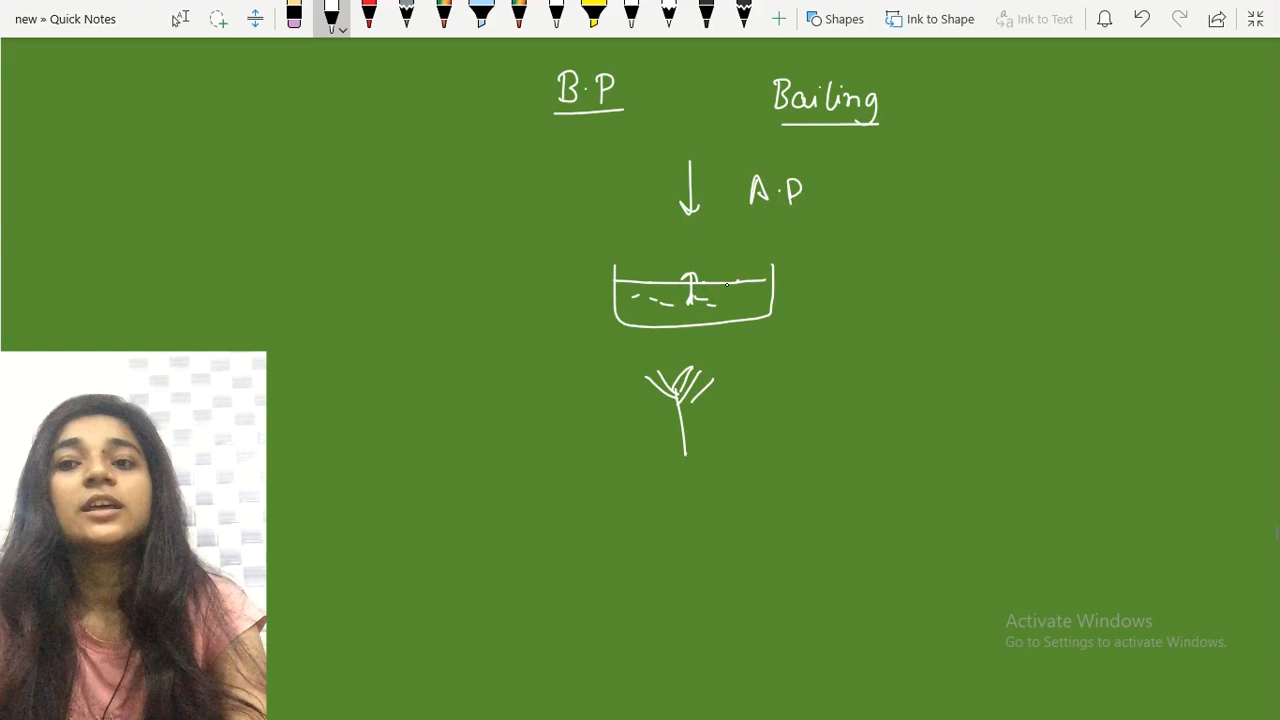 new » Quick Notes
Shapes
Ink to Shape
Ink to Text
B.P
Boiling
A.P
Activate Windows
Go to Settings to activate Windows.